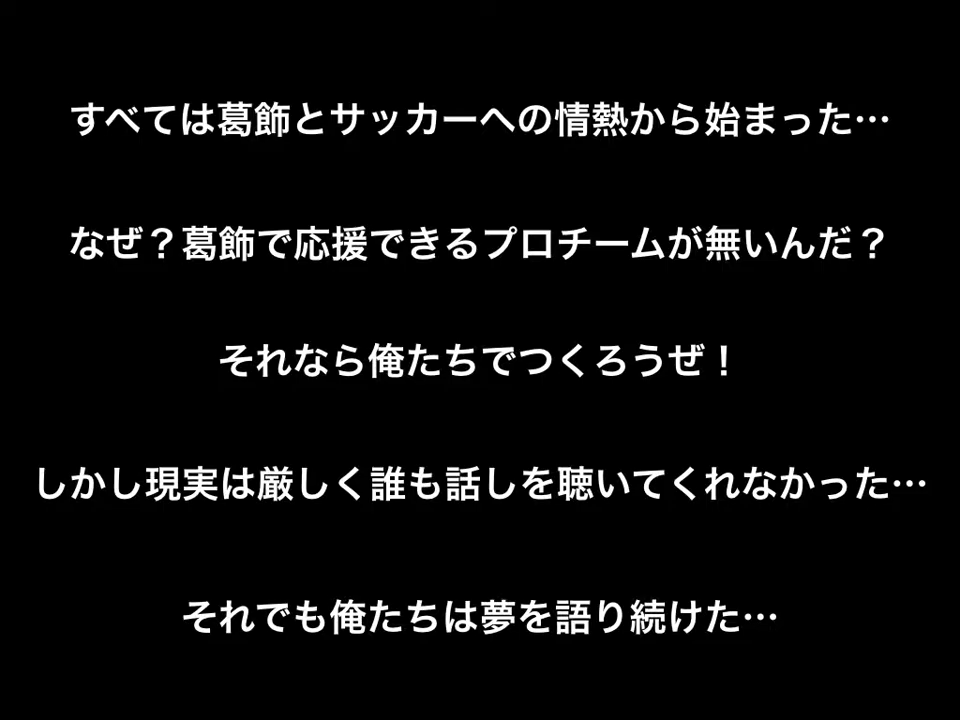 すべては葛飾とサッカーへの情熱から始まった…
なぜ？葛飾で応援できるプロチームが無いんだ？
それなら俺たちでつくろうぜ！
しかし現実は厳しく誰も話しを聴いてくれなかった…
それでも俺たちは夢を語り続けた…